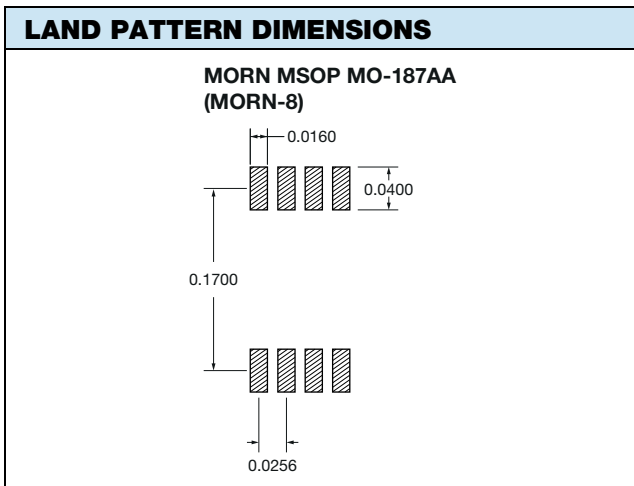 LAND PATTERN DIMENSIONS
MORN MSOP MO-187AA
(MORN-8)
0.0160
0.0400
0.1700
0.0256